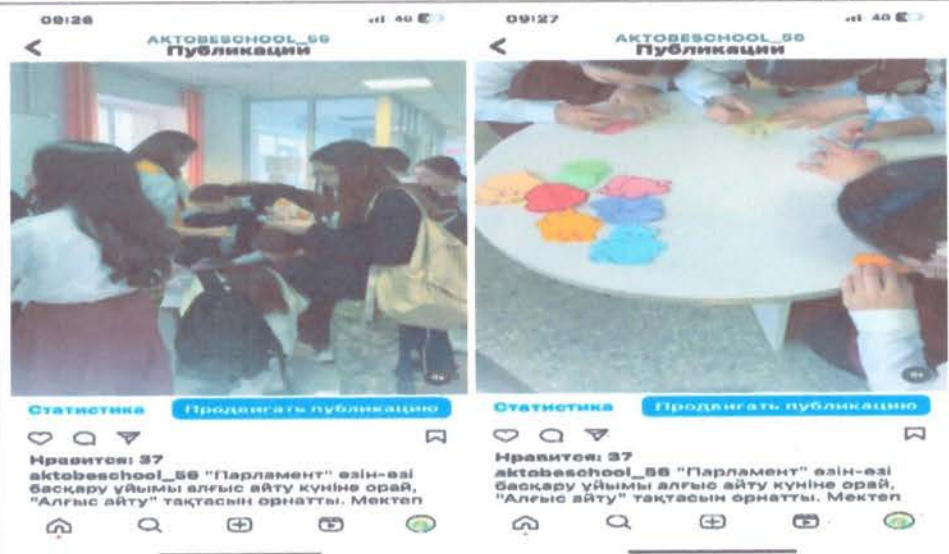 09:26
4G
AKTOBESCHOOL_56
Публикации
Статистика
Продвигать публикацию
Нравится: 37
aktobeschool_56 "Парламент" өзін-өзі
басқару ұйымы алғыс айту күніне орай,
"Алғыс айту" тақтасын орнатты. Мектеп
09:27
4G
AKTOBESCHOOL_56
Публикации
Статистика
Продвигать публикацию
Нравится: 37
aktobeschool_56 "Парламент" өзін-өзі
басқару ұйымы алғыс айту күніне орай,
"Алғыс айту" тақтасын орнатты. Мектеп